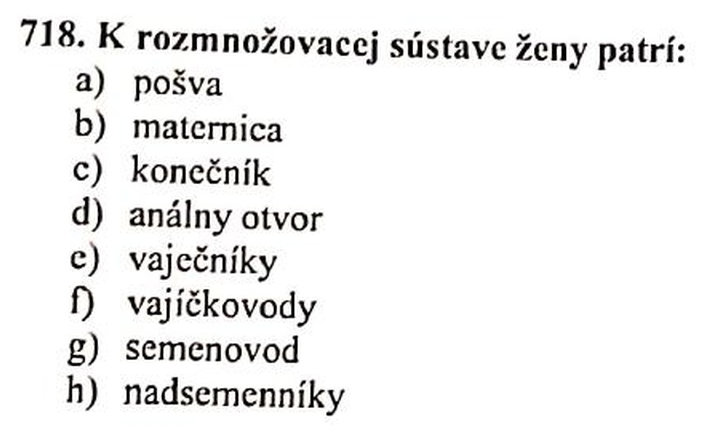 718. K rozmnožovacej sústave ženy patrí:
a) pošva
b) maternica
c) konečník
d) análny otvor
e) vaječníky
f) vajíčkovody
g) semenovod
h) nadsemenníky